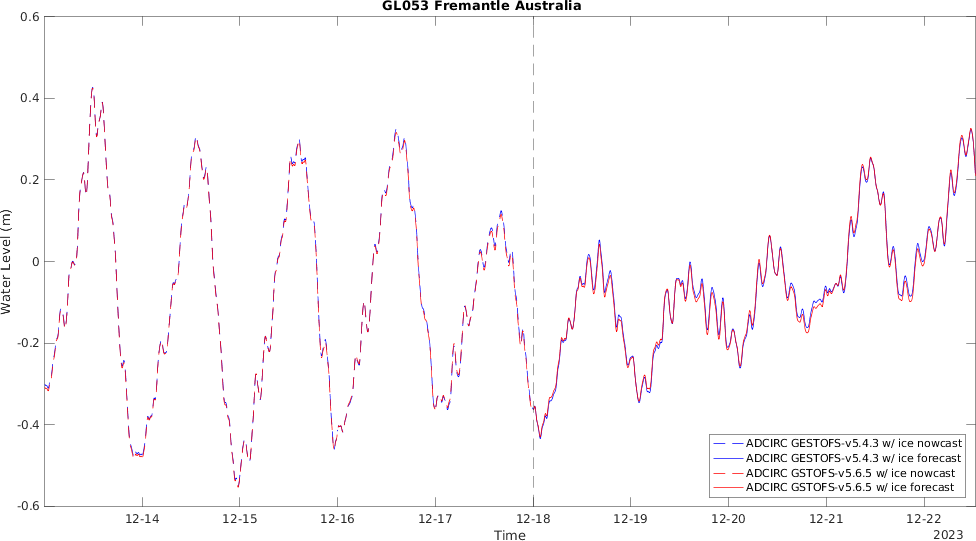 GL053 Fremantle Australia
0.6
0.4
0.2
0
-0.2
-0.4
-0.6
Water Level (m)
12-14
12-15
12-16
12-17
12-18
12-19
12-20
12-21
12-22
Time
2023
ADCIRC GESTOFS-v5.4.3 w/ ice nowcast
ADCIRC GSTOFS-v5.4.3 w/ ice forecast
ADCIRC GSTOFS-v5.6.5 w/ ice nowcast
ADCIRC GSTOFS-v5.6.5 w/ ice forecast